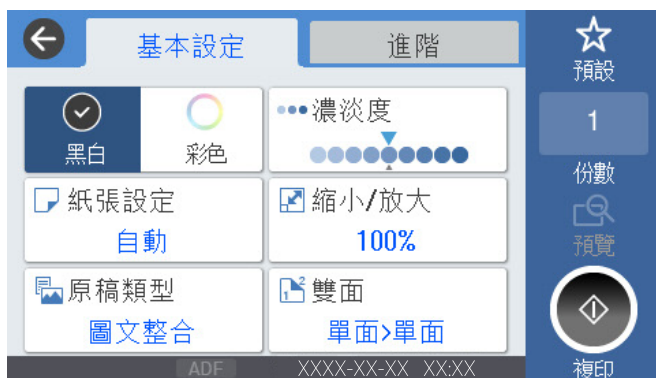 基本設定
進階
預設
黑白
彩色
濃淡度
1
份數
紙張設定
自動
縮小/放大
100%
預覽
原稿類型
圖文整合
1 2
雙面
單面>單面
ADF
XXXX-XX-XX XX:XX
複印